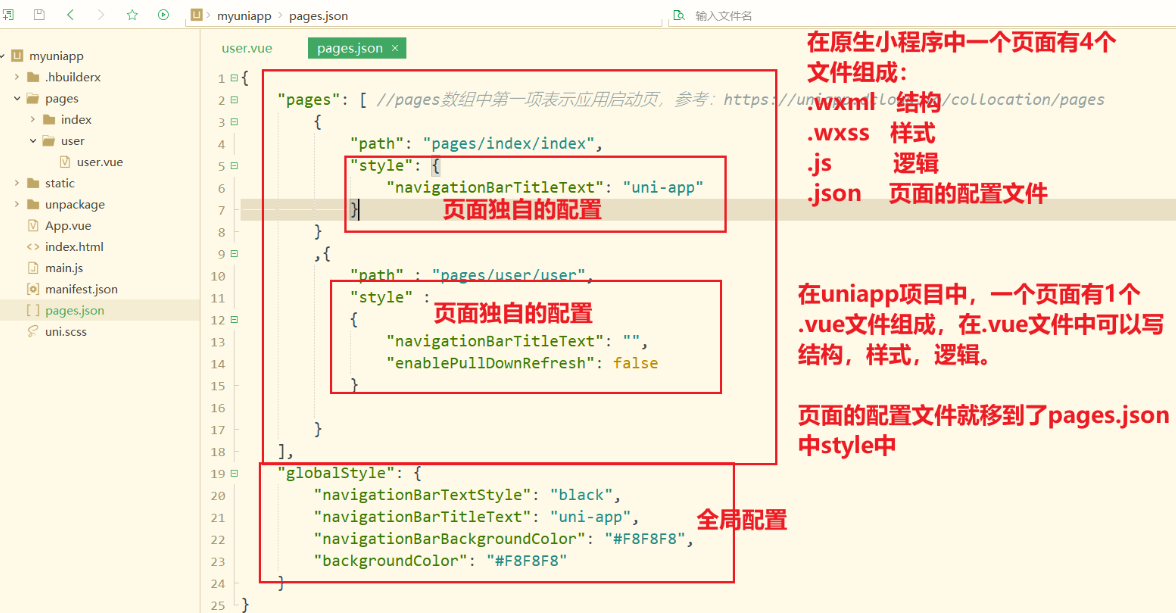 myuniapp
pages.json
输入文件名
myuniapp
.hbuilderx
pages
index
user
user.vue
static
unpackage
App.vue
index.html
main.js
manifest.json
pages.json
uni.scss
user.vue
pages.json ×
1 {
2 "pages": [ //pages数组中第一项表示应用启动页，参考：https://uniapp.dcloud.io/collocation/pages
3 {
4 "path": "pages/index/index",
5 "style": {
6 "navigationBarTitleText": "uni-app"
7 }
页面独自的配置
8 }
9 ,{
10 "path" : "pages/user/user",
11 "style" :
页面独自的配置
12 {
13 "navigationBarTitleText": "",
14 "enablePullDownRefresh": false
15 }
16
17 }
18 ],
19 "globalStyle": {
20 "navigationBarTextStyle": "black",
21 "navigationBarTitleText": "uni-app",
全局配置
22 "navigationBarBackgroundColor": "#F8F8F8",
23 "backgroundColor": "#F8F8F8"
24 }
25 }
在原生小程序中一个页面有4个
文件组成：
.wxml 结构
.wxss 样式
.js 逻辑
.json 页面的配置文件
在uniapp项目中，一个页面有1个
.vue文件组成，在.vue文件中可以写
结构，样式，逻辑。
页面的配置文件就移到了pages.json
中style中